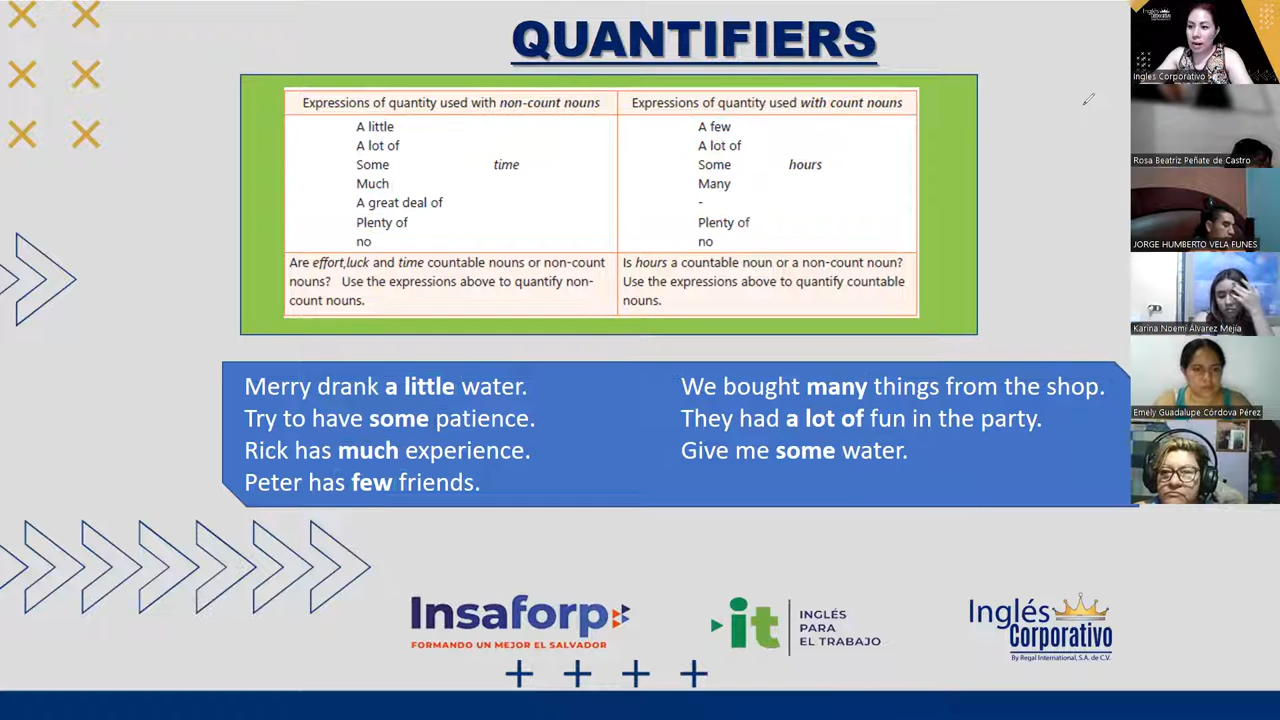 QUANTIFIERS
Expressions of quantity used with non-count nouns
Expressions of quantity used with count nouns
A little
A lot of
Some
time
Much
A great deal of
Plenty of
no
A few
A lot of
Some
hours
Many
-
Plenty of
no
Are effort,luck and time countable nouns or non-count
nouns? Use the expressions above to quantify non-
count nouns.
Is hours a countable noun or a non-count noun?
Use the expressions above to quantify countable
nouns.
Merry drank a little water.
Try to have some patience.
Rick has much experience.
Peter has few friends.
We bought many things from the shop.
They had a lot of fun in the party.
Give me some water.
Insaforp
FORMANDO UN MEJOR EL SALVADOR
it
INGLÉS
PARA
EL TRABAJO
Inglés
Corporativo
By Regal International, S.A. de C.V.
Inglés
Corporativo
Ingles Corporativo
Rosa Beatriz Peñate de Castro
JORGE HUMBERTO VELA FUNES
Karina Noemí Álvarez Mejía
Emely Guadalupe Córdova Pérez